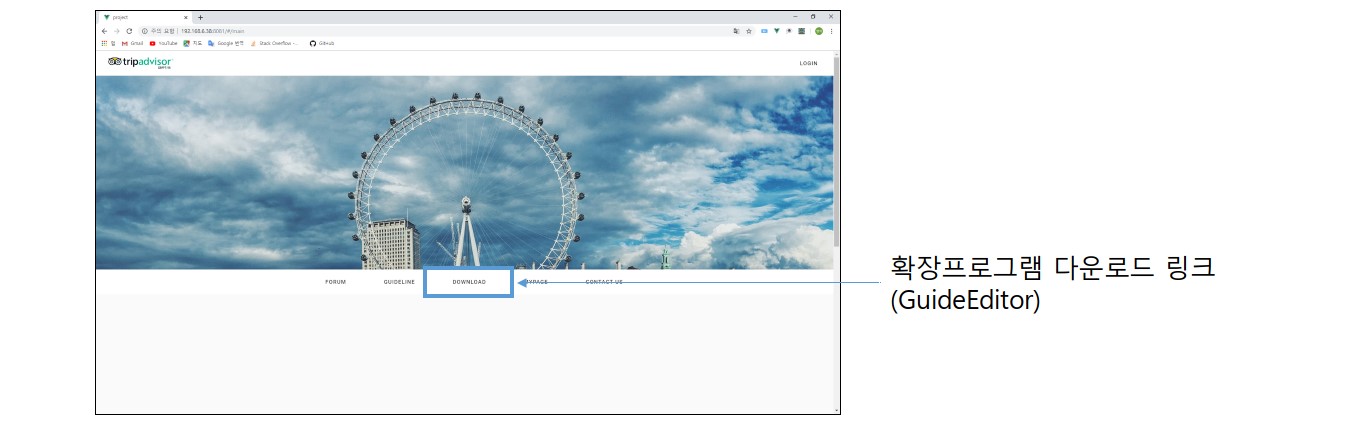 project
주의 요함 | 192.168.6.38:8081/#/main
앱 Gmail YouTube 지도 Google 번역 Stack Overflow -... GitHub
tripadvisor
LOGIN
FORUM GUIDELINE DOWNLOAD MYPAGE CONTACT US
확장프로그램 다운로드 링크
(GuideEditor)